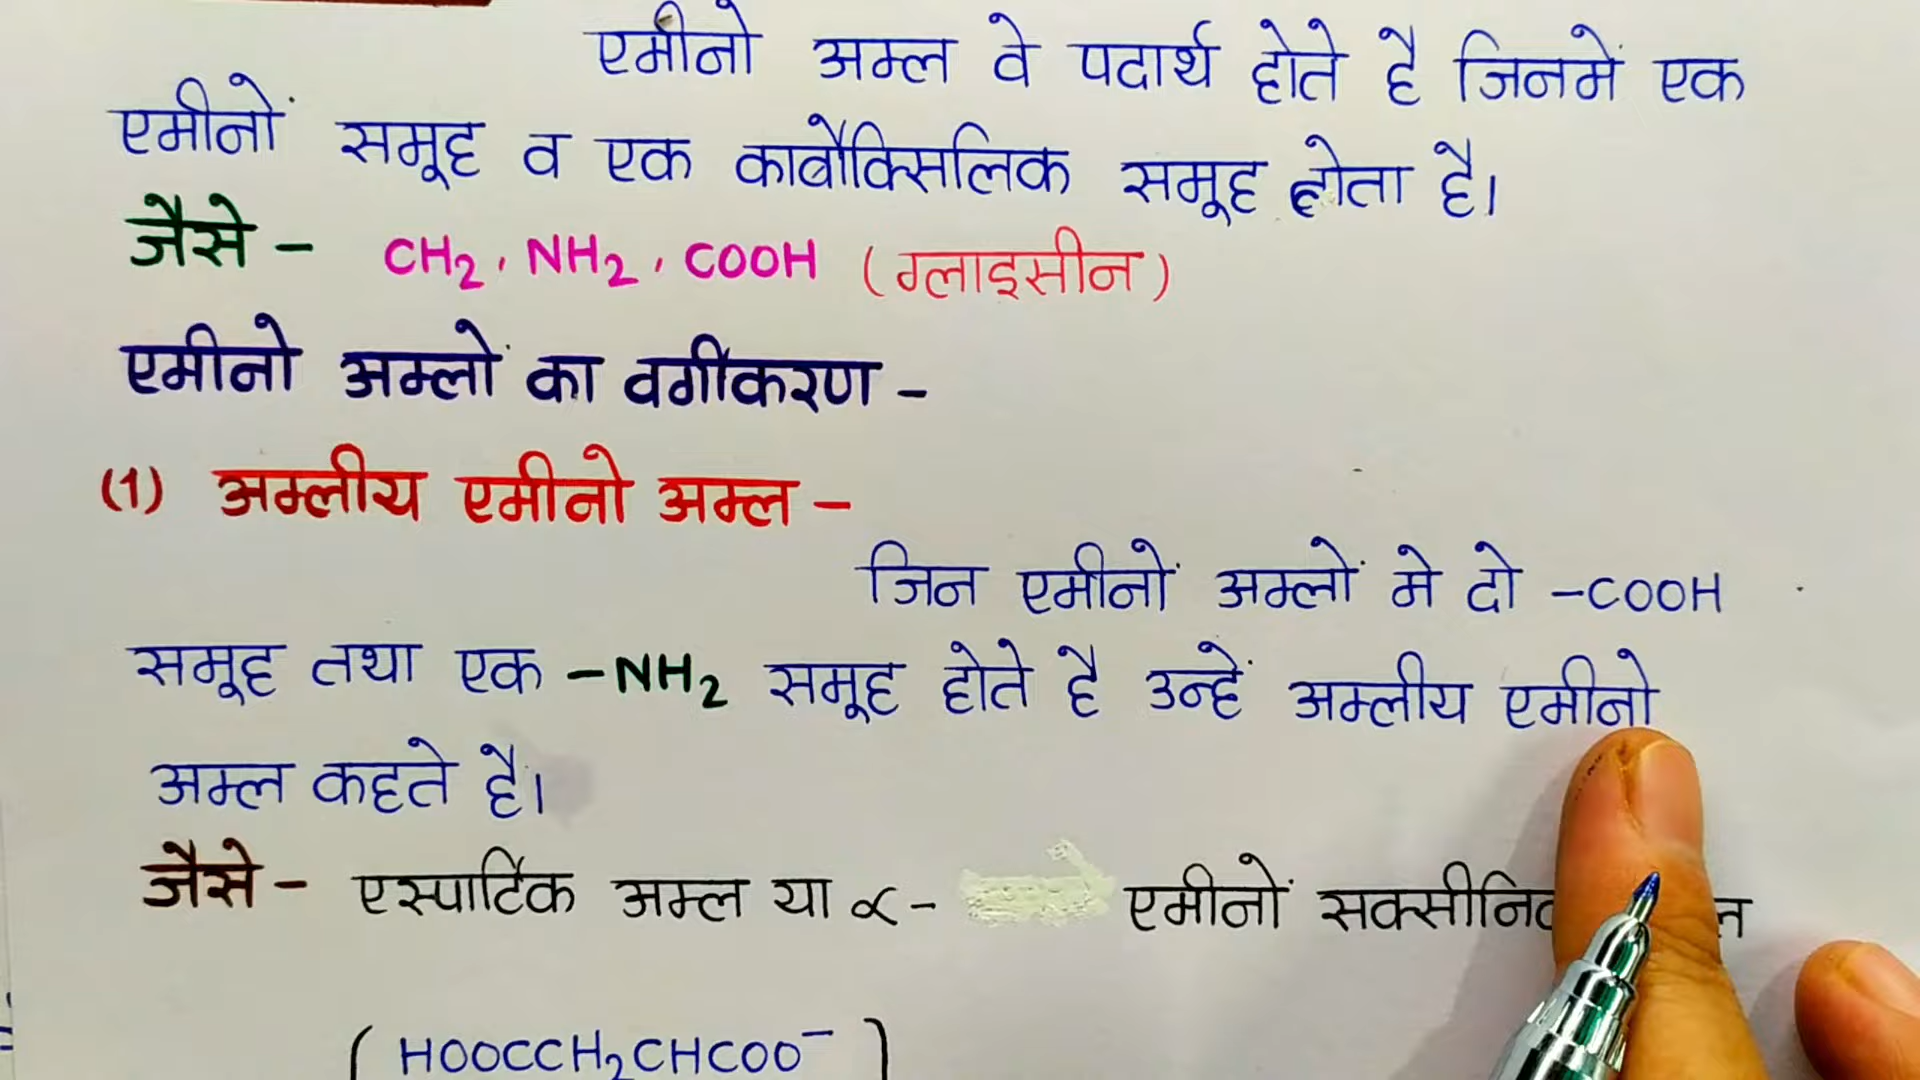 एमीनो अम्ल वे पदार्थ होते है जिनमें एक
एमीनों समूह व एक कार्बोक्सिलिक समूह होता है।
जैसे - CH₂, NH₂, COOH (ग्लाइसीन)
एमीनो अम्लों का वर्गीकरण -
(1) अम्लीय एमीनो अम्ल -
जिन एमीनों अम्लों मे दो -COOH
समूह तथा एक -NH₂ समूह होते है उन्हें अम्लीय एमीनो
अम्ल कहते है।
जैसे - एस्पार्टिक अम्ल या α- एमीनों
(HOOCCH₂CHCOO⁻)